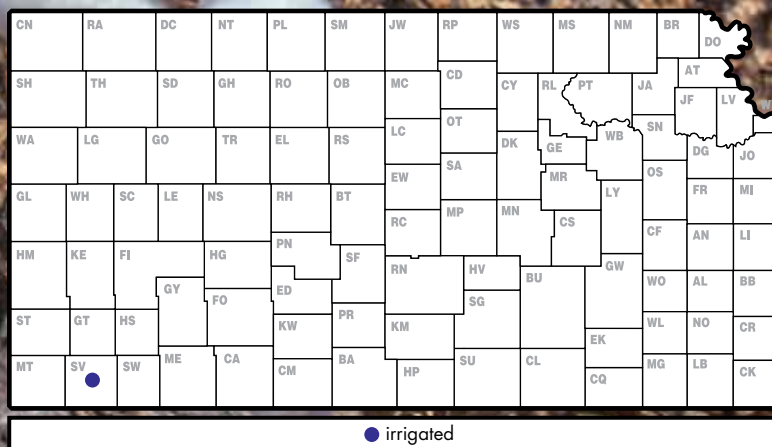 CN RA DC NT PL SM JW RP WS MS NM BR DO
SH TH SD GH RO OB MC CD CY RL PT JA AT JF LV W
WA LG GO TR EL RS LC OT DK GE WB SN DG JO
GL WH SC LE NS RH BT EW SA MR LY OS FR MI
RC MP MN CS CF AN LI
HM KE FI HG PN SF RN HV BU GW WO AL BB
GY FO ED SG
ST GT HS KW PR KM EK WL NO CR
MT SV SW ME CA CM BA HP SU CL CQ MG LB CK
irrigated